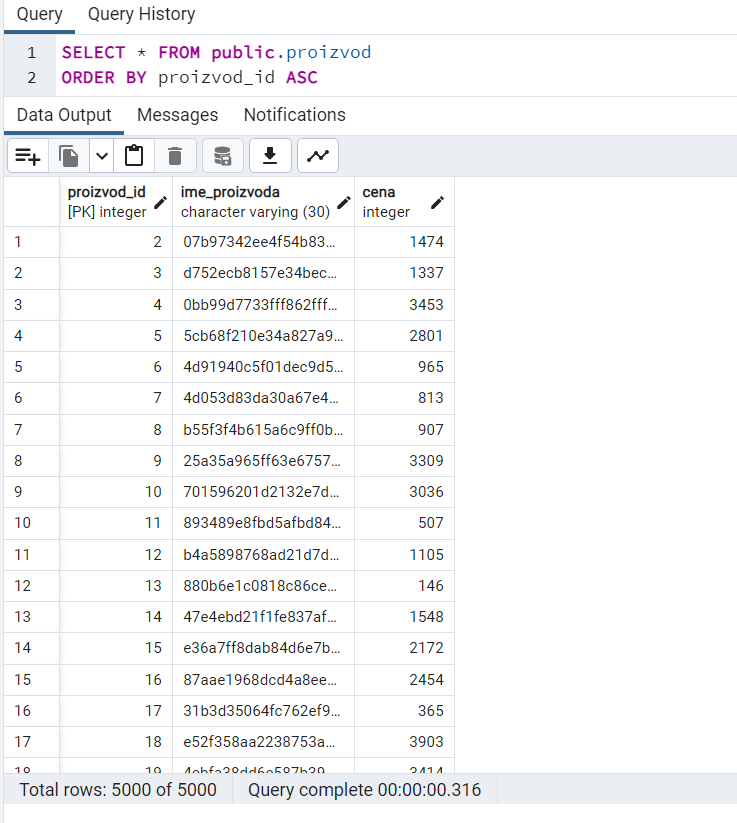 Query Query History
1 SELECT * FROM public.proizvod
2 ORDER BY proizvod_id ASC
Data Output Messages Notifications
proizvod_id ime_proizvoda cena
[PK] integer character varying (30) integer
1 2 07b97342ee4f54b83... 1474
2 3 d752ecb8157e34bec... 1337
3 4 0bb99d7733fff862fff... 3453
4 5 5cb68f210e34a827a9... 2801
5 6 4d91940c5f01dec9d5... 965
6 7 4d053d83da30a67e4... 813
7 8 b55f3f4b615a6c9ff0b... 907
8 9 25a35a965ff63e6757... 3309
9 10 701596201d2132e7d... 3036
10 11 893489e8fbd5afbd84... 507
11 12 b4a5898768ad21d7d... 1105
12 13 880b6e1c0818c86ce... 146
13 14 47e4ebd21f1fe837af... 1548
14 15 e36a7ff8dab84d6e7b... 2172
15 16 87aae1968dcd4a8ee... 2454
16 17 31b3d35064fc762ef9... 365
17 18 e52f358aa2238753a... 3903
18 19 3414
Total rows: 5000 of 5000 Query complete 00:00:00.316